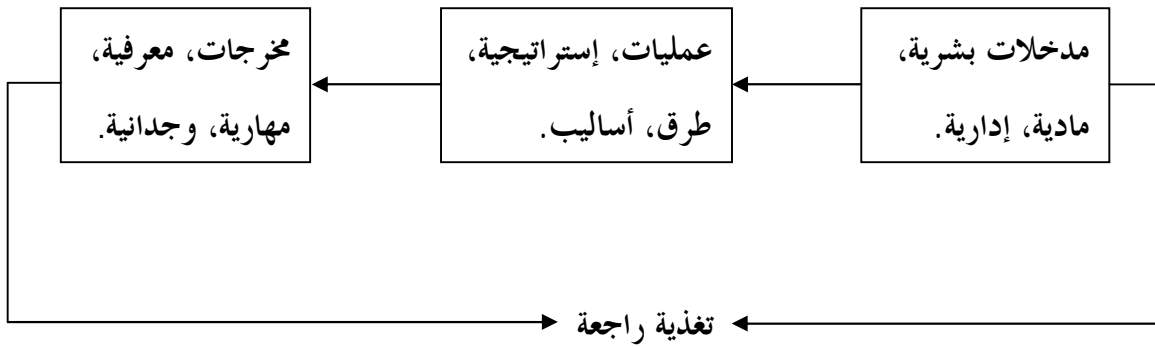 مدخلات بشرية،
مادية، إدارية.
عمليات، إستراتيجية،
طرق، أساليب.
مخرجات، معرفية،
مهارية، وجدانية.
تغذية راجعة